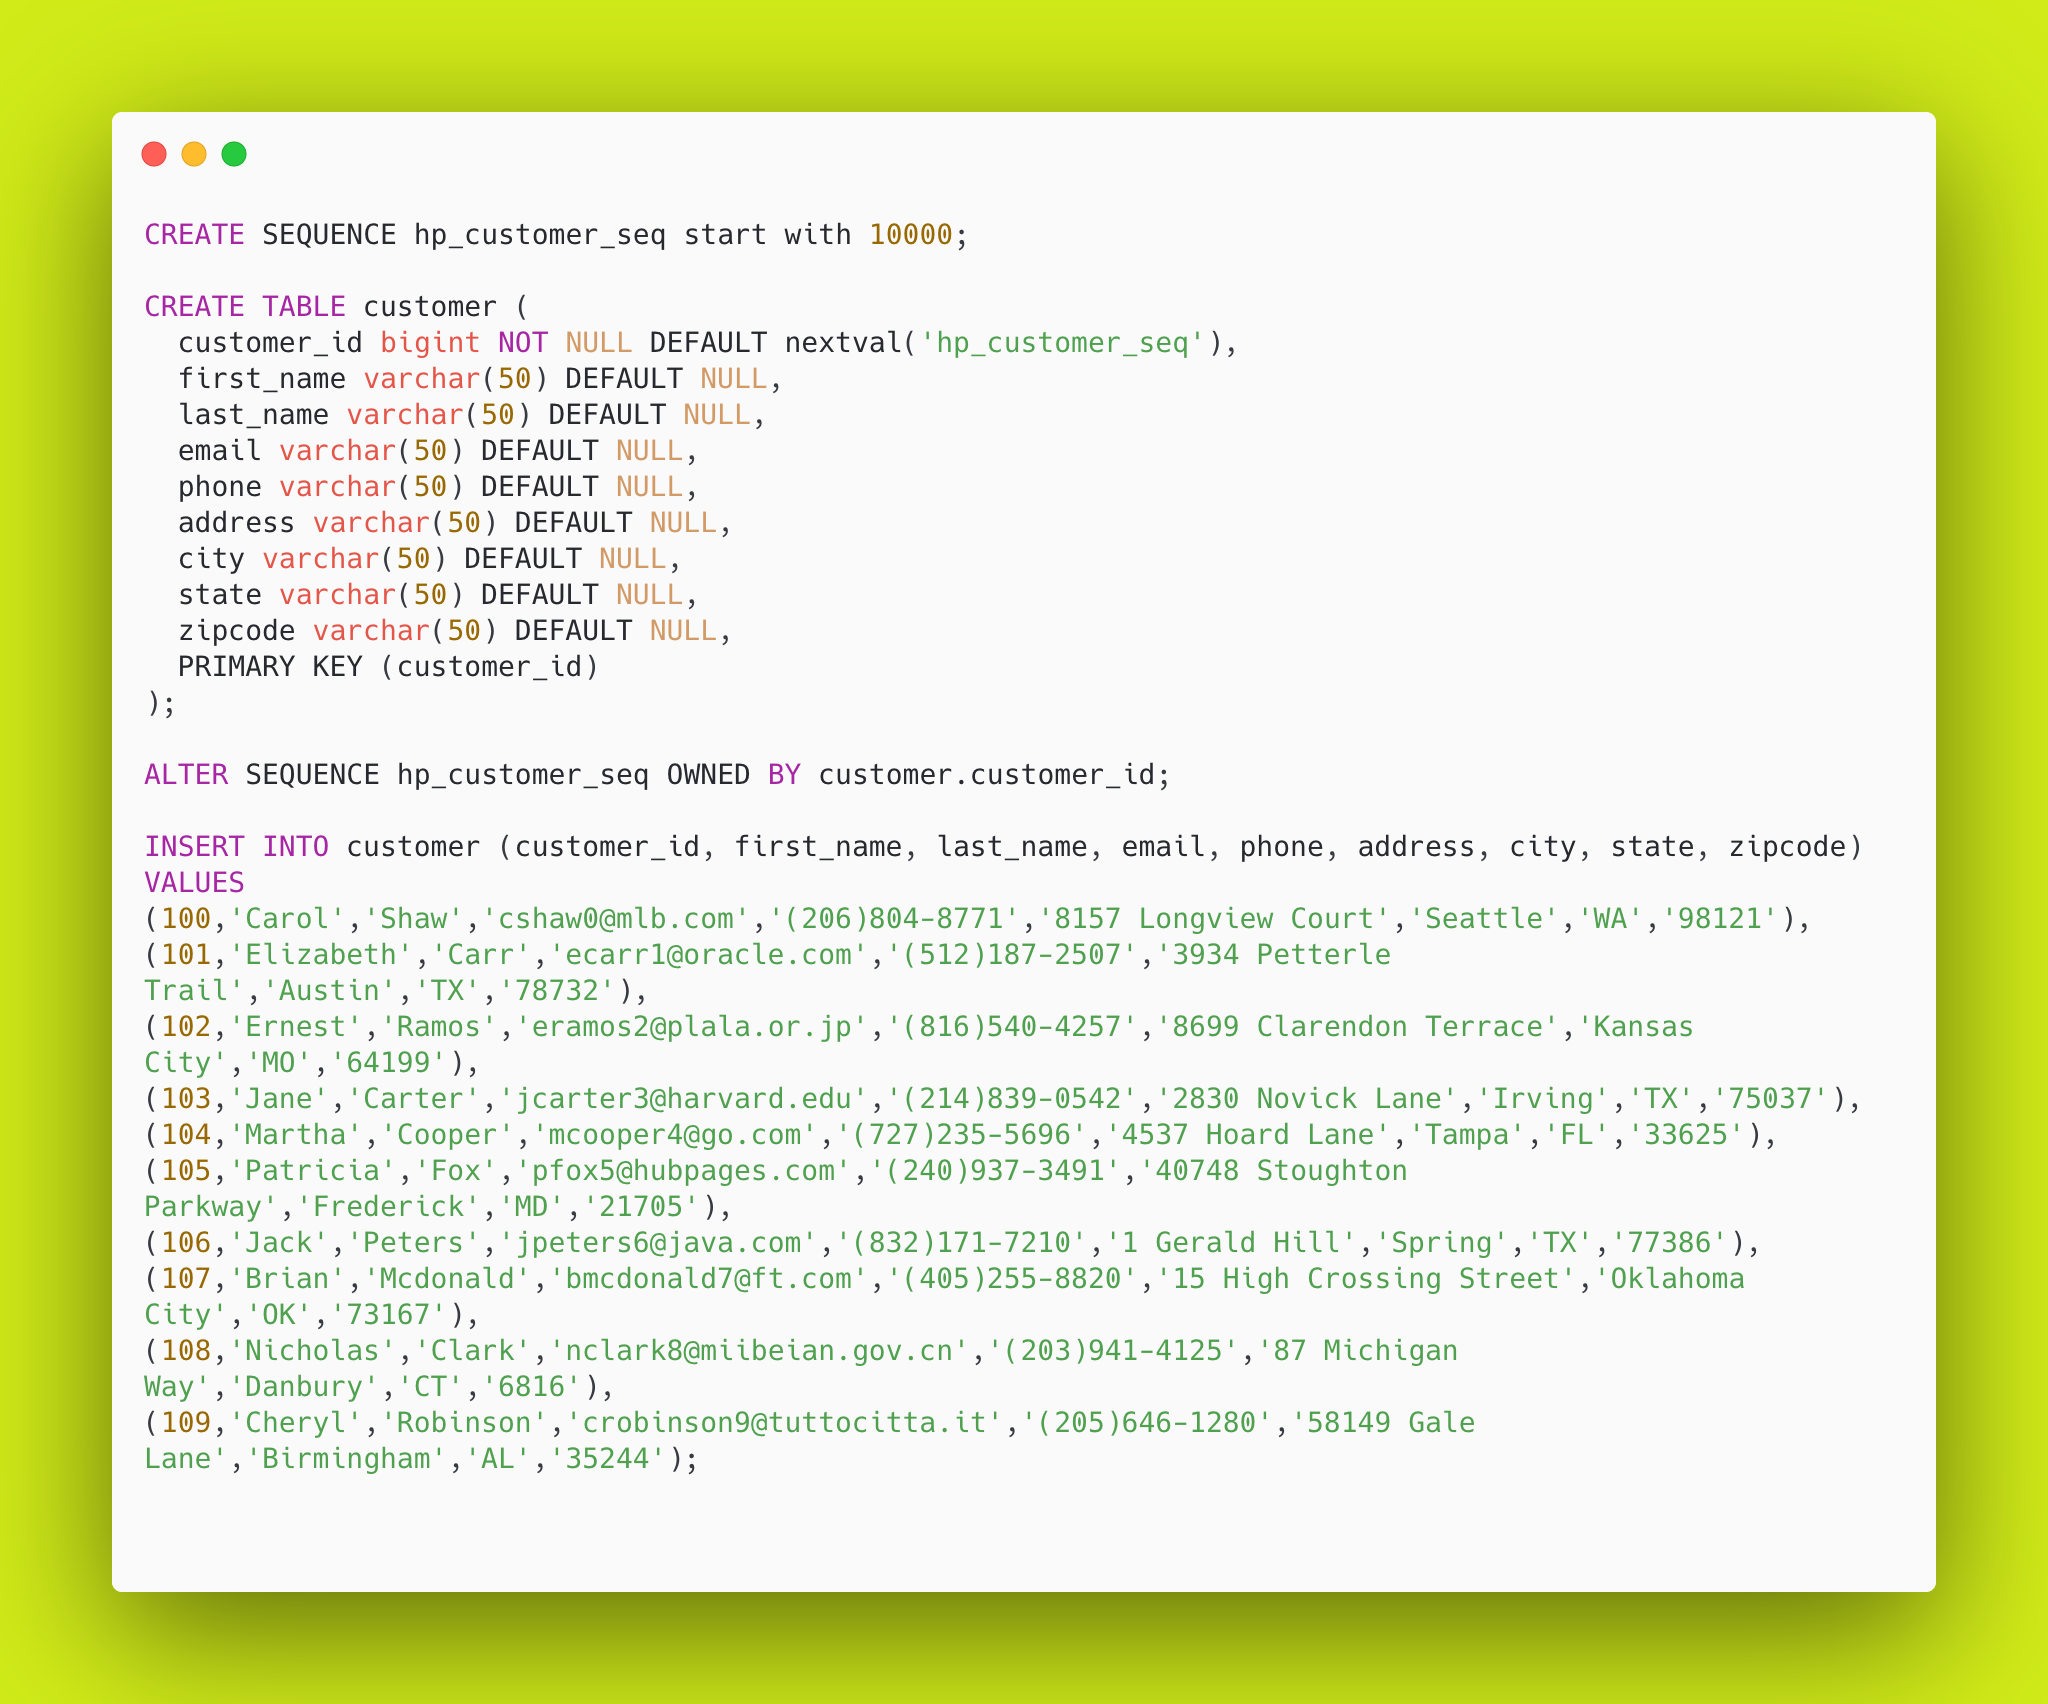 CREATE SEQUENCE hp_customer_seq start with 10000;

CREATE TABLE customer (
  customer_id bigint NOT NULL DEFAULT nextval('hp_customer_seq'),
  first_name varchar(50) DEFAULT NULL,
  last_name varchar(50) DEFAULT NULL,
  email varchar(50) DEFAULT NULL,
  phone varchar(50) DEFAULT NULL,
  address varchar(50) DEFAULT NULL,
  city varchar(50) DEFAULT NULL,
  state varchar(50) DEFAULT NULL,
  zipcode varchar(50) DEFAULT NULL,
  PRIMARY KEY (customer_id)
);

ALTER SEQUENCE hp_customer_seq OWNED BY customer.customer_id;

INSERT INTO customer (customer_id, first_name, last_name, email, phone, address, city, state, zipcode)
VALUES
(100,'Carol','Shaw','cshaw0@mlb.com','(206)804-8771','8157 Longview Court','Seattle','WA','98121'),
(101,'Elizabeth','Carr','ecarr1@oracle.com','(512)187-2507','3934 Petterle
Trail','Austin','TX','78732'),
(102,'Ernest','Ramos','eramos2@plala.or.jp','(816)540-4257','8699 Clarendon Terrace','Kansas
City','MO','64199'),
(103,'Jane','Carter','jcarter3@harvard.edu','(214)839-0542','2830 Novick Lane','Irving','TX','75037'),
(104,'Martha','Cooper','mcooper4@go.com','(727)235-5696','4537 Hoard Lane','Tampa','FL','33625'),
(105,'Patricia','Fox','pfox5@hubpages.com','(240)937-3491','40748 Stoughton
Parkway','Frederick','MD','21705'),
(106,'Jack','Peters','jpeters6@java.com','(832)171-7210','1 Gerald Hill','Spring','TX','77386'),
(107,'Brian','Mcdonald','bmcdonald7@ft.com','(405)255-8820','15 High Crossing Street','Oklahoma
City','OK','73167'),
(108,'Nicholas','Clark','nclark8@miibeian.gov.cn','(203)941-4125','87 Michigan
Way','Danbury','CT','6816'),
(109,'Cheryl','Robinson','crobinson9@tuttocitta.it','(205)646-1280','58149 Gale
Lane','Birmingham','AL','35244');